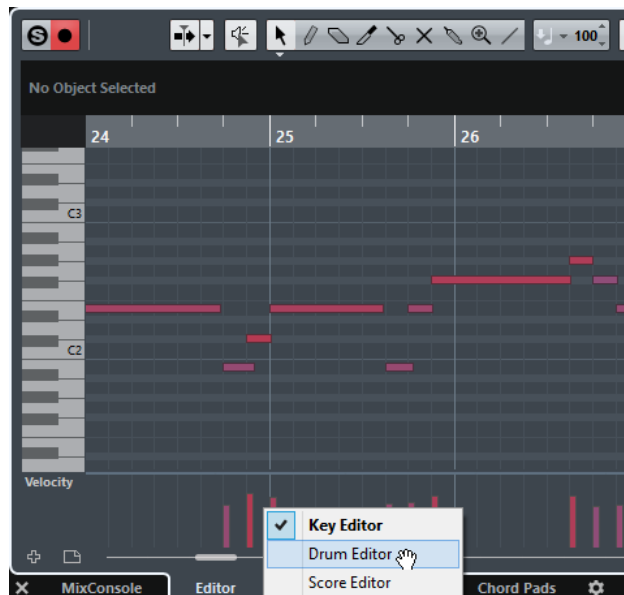 S
100
No Object Selected
24 25 26
C3
C2
Velocity
Key Editor
Drum Editor
Score Editor
MixConsole Editor Chord Pads